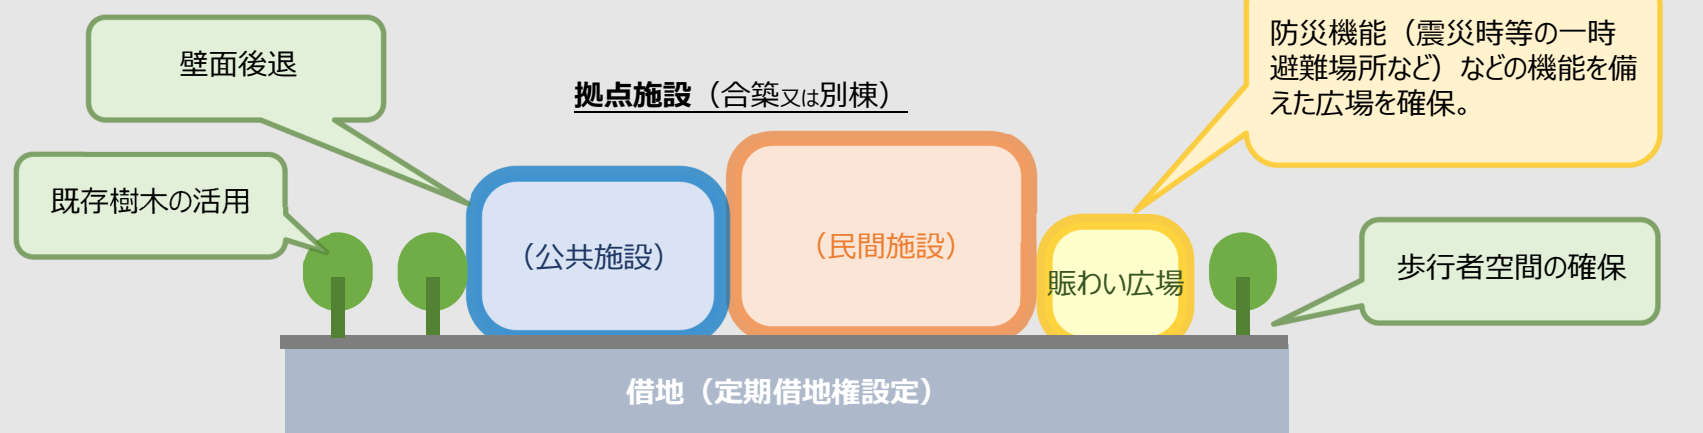 壁面後退
既存樹木の活用
拠点施設（合築又は別棟）
防災機能（震災時等の一時
避難場所など）などの機能を備
えた広場を確保。
（公共施設）
（民間施設）
賑わい広場
歩行者空間の確保
借地（定期借地権設定）